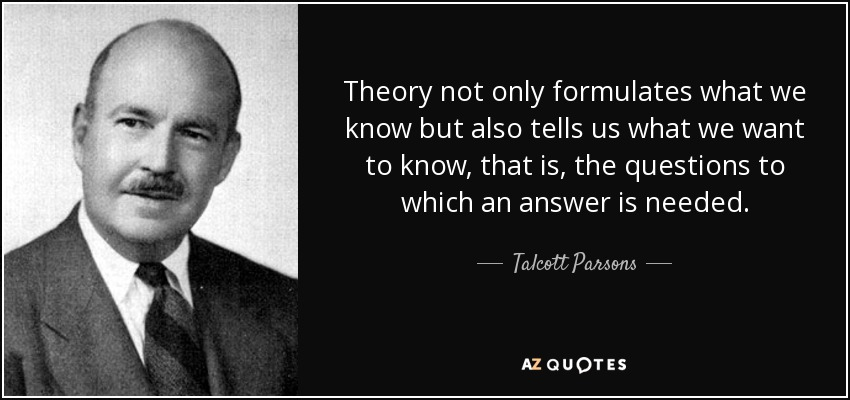 Theory not only formulates what we
know but also tells us what we want
to know, that is, the questions to
which an answer is needed.
Talcott Parsons
AZ QUOTES